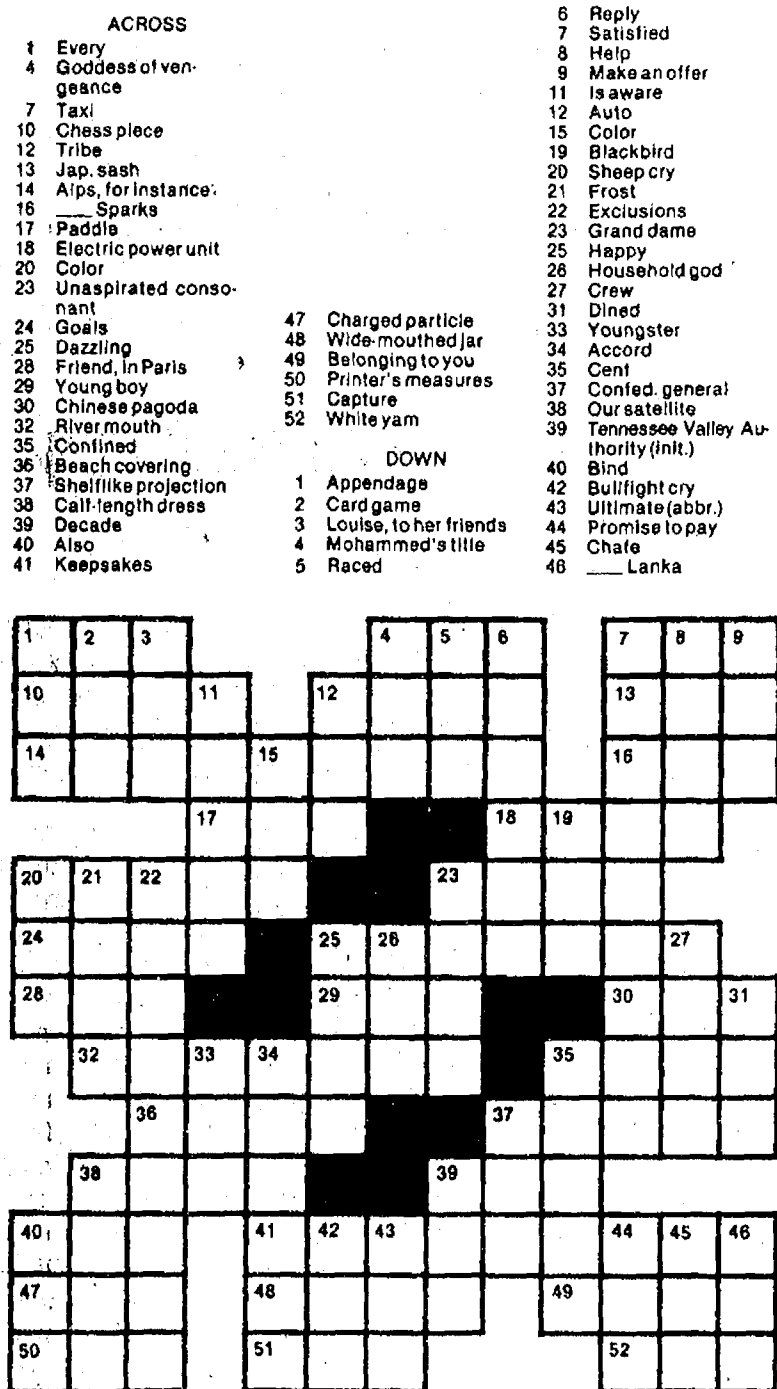 ACROSS
1 Every
4 Goddess of ven-
geance
7 Taxi
10 Chess piece
12 Tribe
13 Jap. sash
14 Alps, for instance
16 ___ Sparks
17 Paddle
18 Electric power unit
20 Color
23 Unaspirated conso-
nant
24 Goals
25 Dazzling
28 Friend, in Paris
29 Young boy
30 Chinese pagoda
32 River mouth
35 Confined
36 Beach covering
37 Shelflike projection
38 Calf-length dress
39 Decade
40 Also
41 Keepsakes
47 Charged particle
48 Wide-mouthed jar
49 Belonging to you
50 Printer's measures
51 Capture
52 White yam
DOWN
1 Appendage
2 Card game
3 Louise, to her friends
4 Mohammed's title
5 Raced
6 Reply
7 Satisfied
8 Help
9 Make an offer
11 Is aware
12 Auto
15 Color
19 Blackbird
20 Sheep cry
21 Frost
22 Exclusions
23 Grand dame
25 Happy
26 Household god
27 Crew
31 Dined
33 Youngster
34 Accord
35 Cent
37 Confed. general
38 Our satellite
39 Tennessee Valley Au-
thority (init.)
40 Bind
42 Bullfight cry
43 Ultimate (abbr.)
44 Promise to pay
45 Chafe
46 ___ Lanka
1 2 3 4 5 6 7 8 9
10 11 12 13
14 15 16
17 18 19
20 21 22 23
24 25 26 27
28 29 30 31
32 33 34 35
36 37
38 39
40 41 42 43 44 45 46
47 48 49
50 51 52